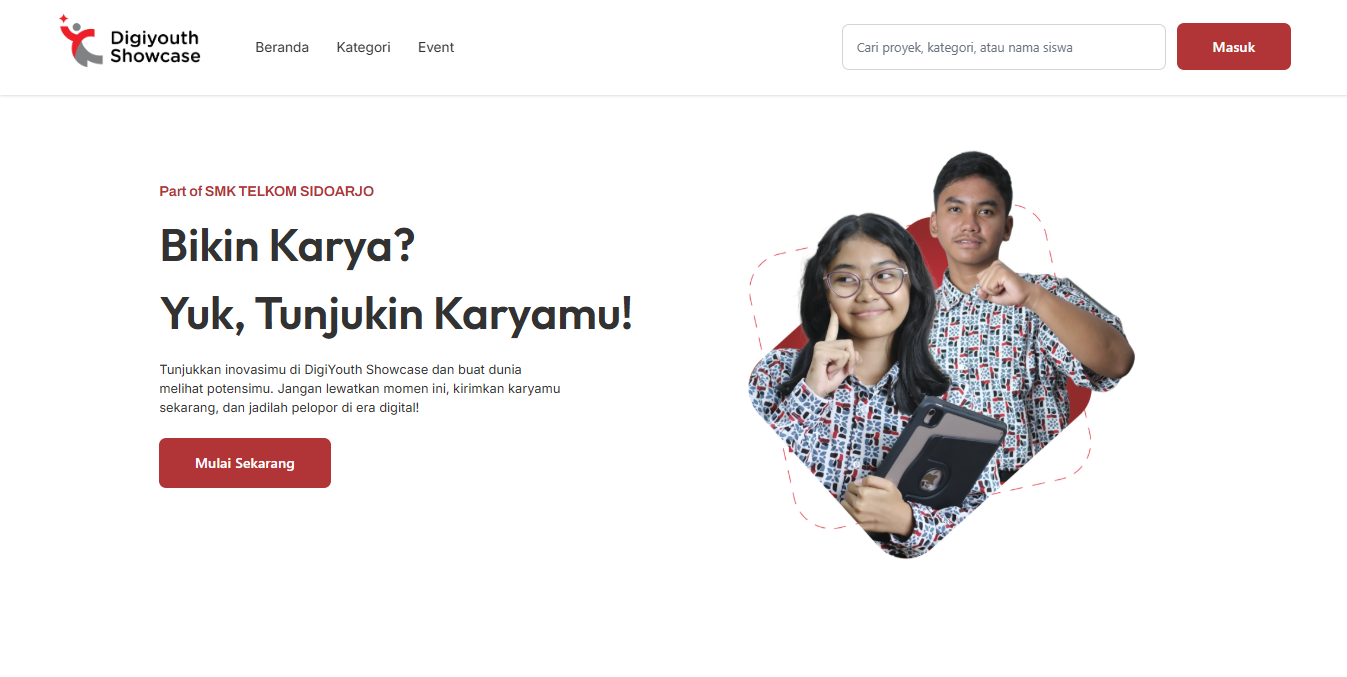 Digiyouth
Showcase
Beranda
Kategori
Event
Cari proyek, kategori, atau nama siswa
Masuk
Part of SMK TELKOM SIDOARJO
Bikin Karya?
Yuk, Tunjukin Karyamu!
Tunjukkan inovasimu di DigiYouth Showcase dan buat dunia
melihat potensimu. Jangan lewatkan momen ini, kirimkan karyamu
sekarang, dan jadilah pelopor di era digital!
Mulai Sekarang